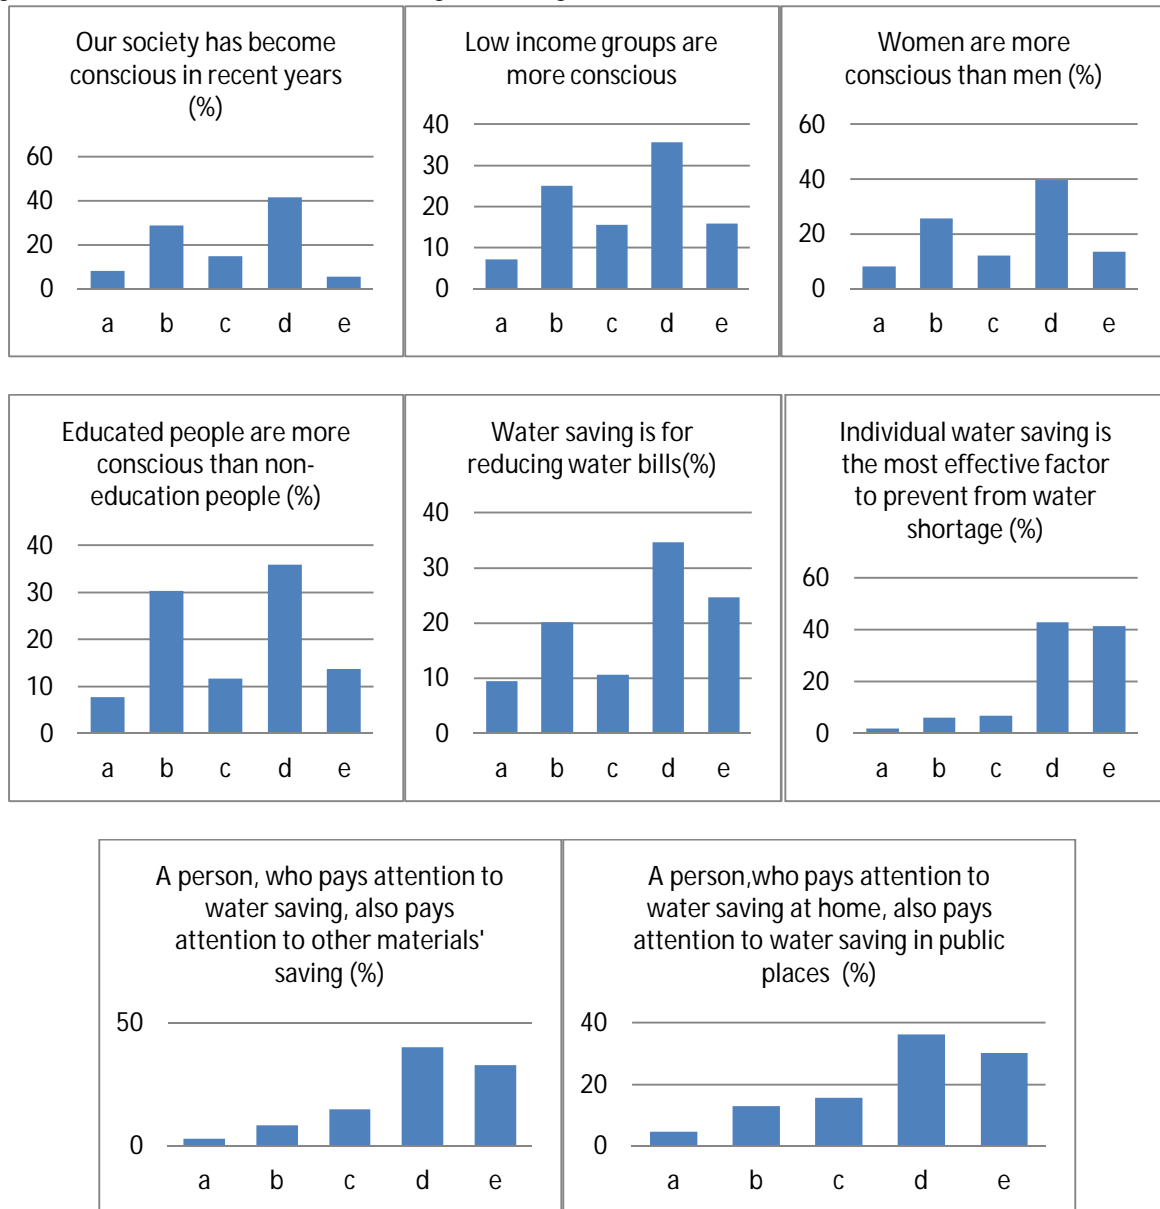 Our society has become
conscious in recent years
(%)
60
40
20
0
a b c d e
Low income groups are
more conscious
40
30
20
10
0
a b c d e
Women are more
conscious than men (%)
60
40
20
0
a b c d e
Educated people are more
conscious than non-
education people (%)
40
30
20
10
0
a b c d e
Water saving is for
reducing water bills(%)
40
30
20
10
0
a b c d e
Individual water saving is
the most effective factor
to prevent from water
shortage (%)
60
40
20
0
a b c d e
A person, who pays attention to
water saving, also pays
attention to other materials'
saving (%)
50
0
a b c d e
A person,who pays attention to
water saving at home, also pays
attention to water saving in public
places (%)
40
20
0
a b c d e